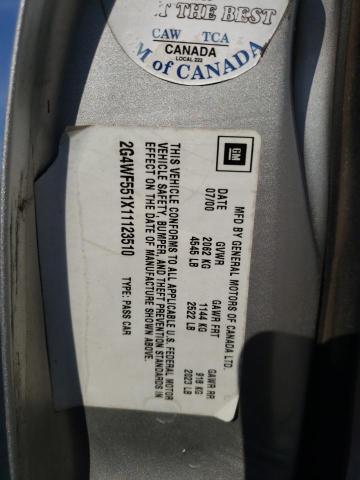 T THE BEST
CAW TCA
CANADA
LOCAL 222
M of CANADA
GM
MFD BY GENERAL MOTORS OF CANADA LTD.
DATE GVWR GAWR FRT GAWR RR
07/00 2062 KG 1144 KG 918 KG
4545 LB 2522 LB 2023 LB
THIS VEHICLE CONFORMS TO ALL APPLICABLE U.S. FEDERAL MOTOR
VEHICLE SAFETY, BUMPER, AND THEFT PREVENTION STANDARDS IN
EFFECT ON THE DATE OF MANUFACTURE SHOWN ABOVE.
2G4WF551X11123510 TYPE: PASS CAR